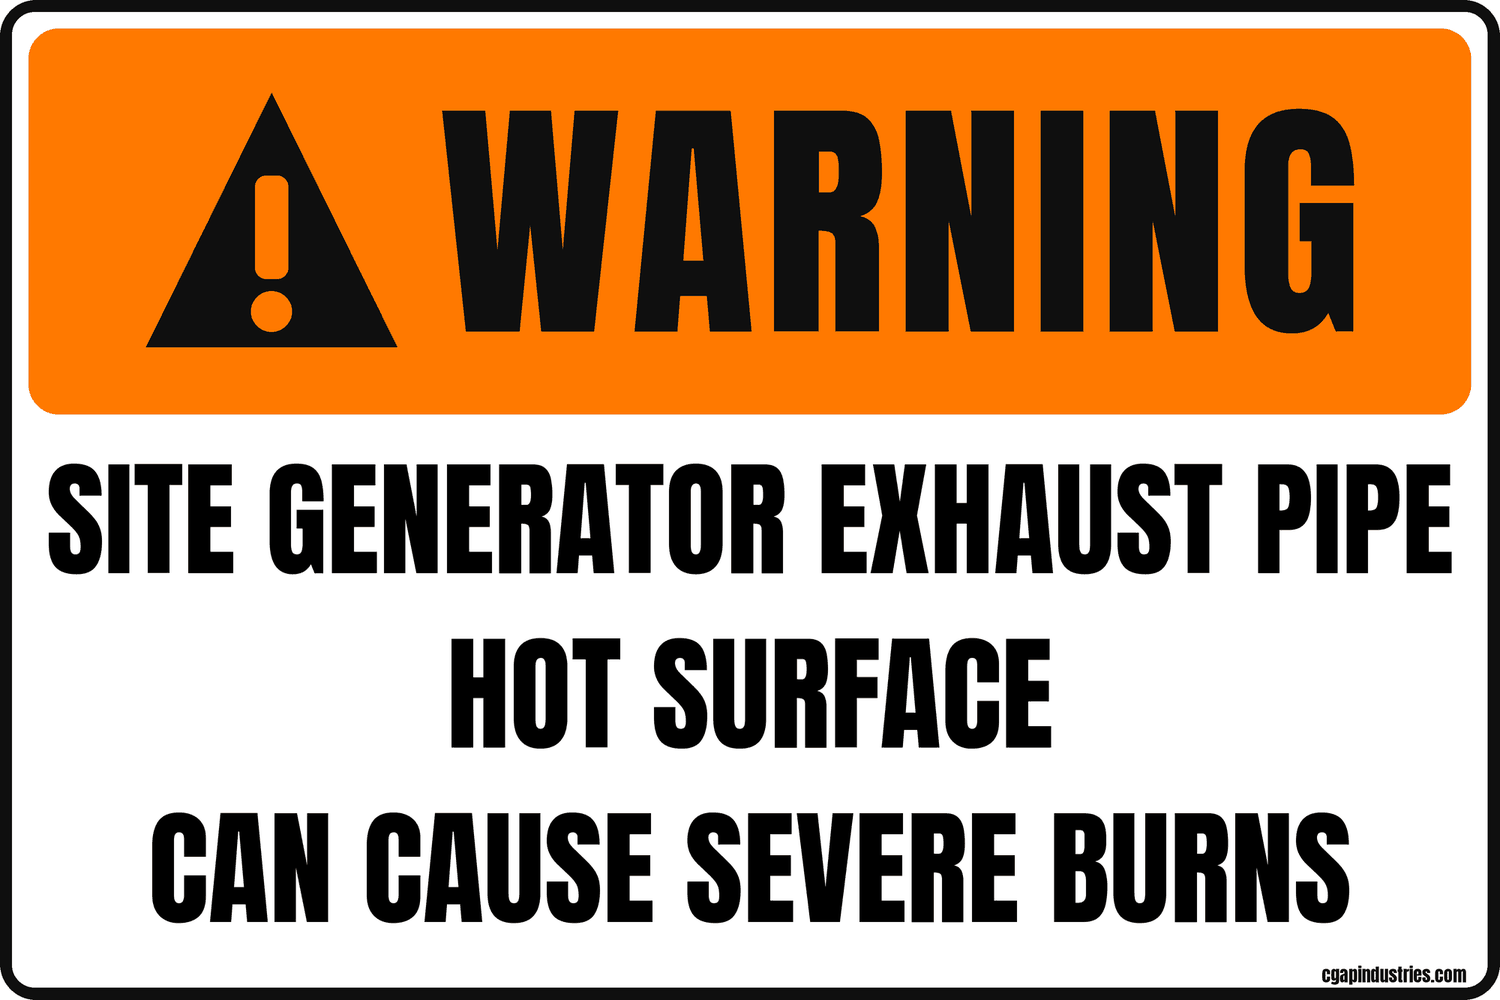 WARNING
SITE GENERATOR EXHAUST PIPE
HOT SURFACE
CAN CAUSE SEVERE BURNS
cgapindustries.com